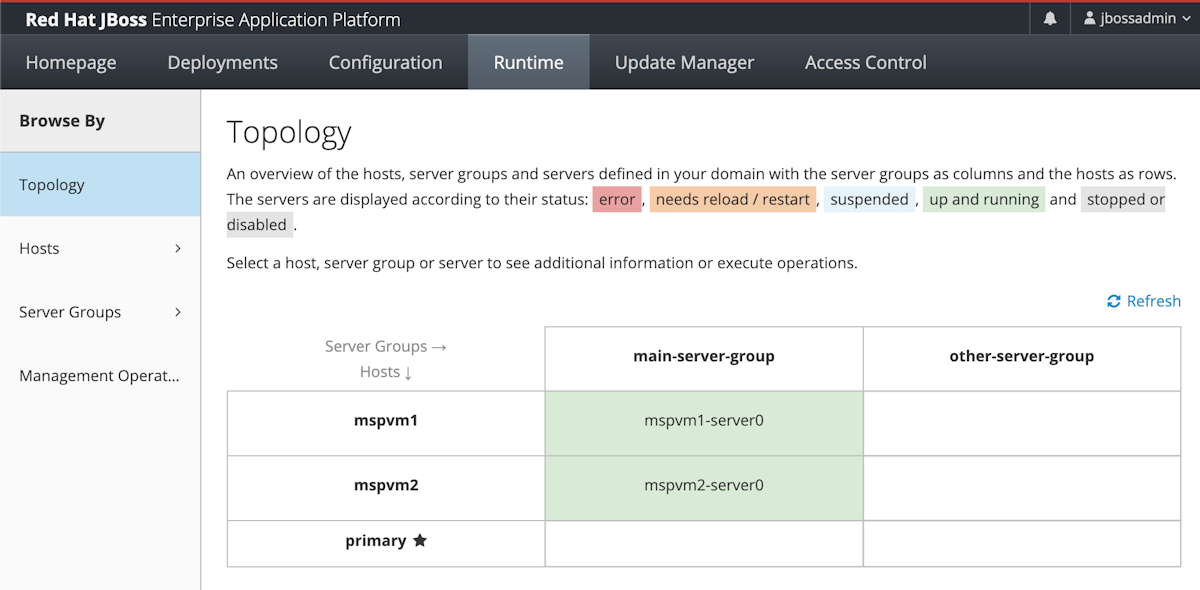 Red Hat JBoss Enterprise Application Platform
jbossadmin
Homepage Deployments Configuration Runtime Update Manager Access Control
Browse By
Topology
Hosts
Server Groups
Management Operat...
Topology
An overview of the hosts, server groups and servers defined in your domain with the server groups as columns and the hosts as rows.
The servers are displayed according to their status: error , needs reload / restart , suspended , up and running and stopped or
disabled .
Select a host, server group or server to see additional information or execute operations.
Refresh
Server Groups →
Hosts ↓
main-server-group other-server-group
mspvm1 mspvm1-server0
mspvm2 mspvm2-server0
primary ★